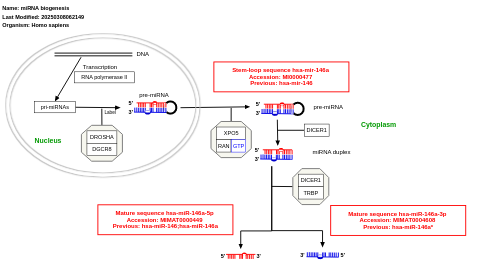 Name: miRNA biogenesis
Last Modified: 20250308062149
Organism: Homo sapiens
DNA
Transcription
RNA polymerase II
pri-miRNAs
Label
DROSHA
DGCR8
Nucleus
pre-miRNA
5'
3'
Stem-loop sequence hsa-mir-146a
Accession: MI0000477
Previous: hsa-mir-146
5'
3'
pre-miRNA
XPO5
RAN GTP
DICER1
Cytoplasm
5'
3'
miRNA duplex
DICER1
TRBP
Mature sequence hsa-miR-146a-5p
Accession: MIMAT0000449
Previous: hsa-miR-146;hsa-miR-146a
Mature sequence hsa-miR-146a-3p
Accession: MIMAT0004608
Previous: hsa-miR-146a*
5' 3'
3' 5'